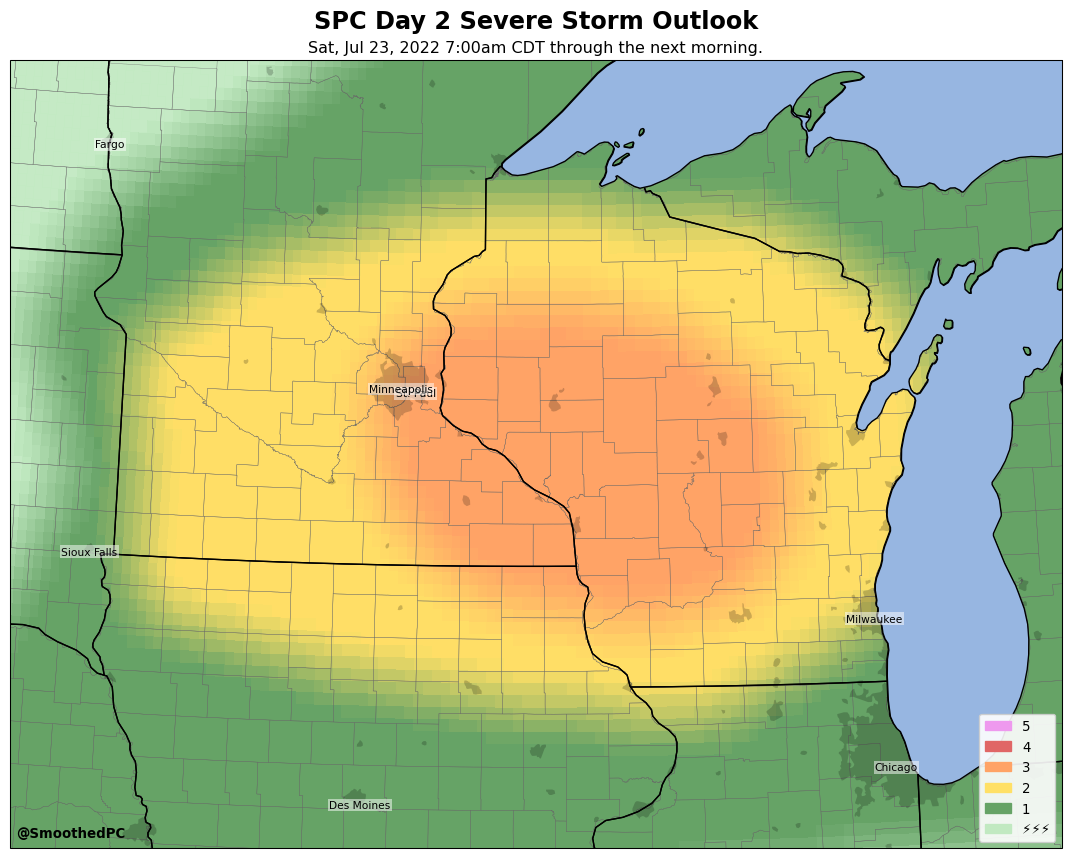 SPC Day 2 Severe Storm Outlook
Sat, Jul 23, 2022 7:00am CDT through the next morning.
Fargo
Minneapolis
St. Paul
Sioux Falls
Milwaukee
Chicago
Des Moines
5
4
3
2
1
⚡⚡⚡
@SmoothedPC